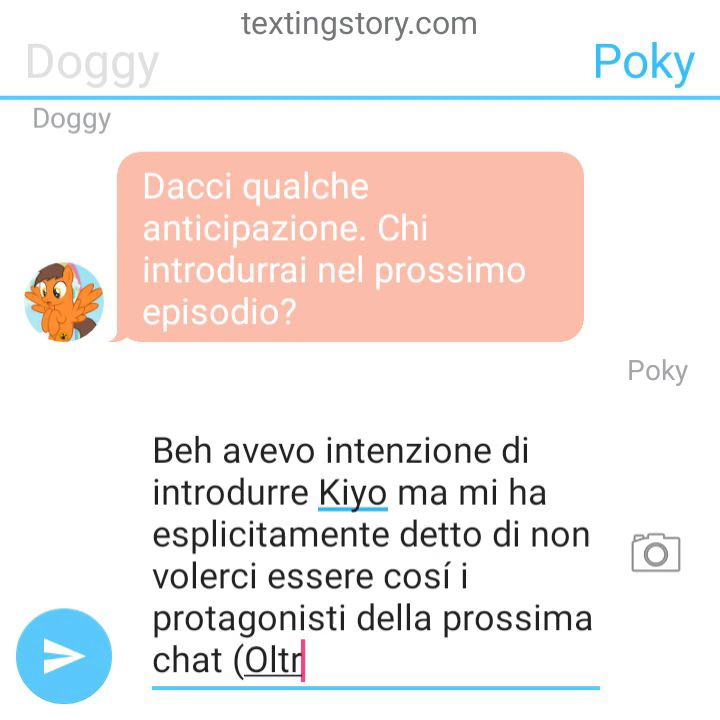 textingstory.com
Doggy
Poky
Doggy
Dacci qualche
anticipazione. Chi
introdurrai nel prossimo
episodio?
Poky
Beh avevo intenzione di
introdurre Kiyo ma mi ha
esplicitamente detto di non
volerci essere cosí i
protagonisti della prossima
chat (Oltr